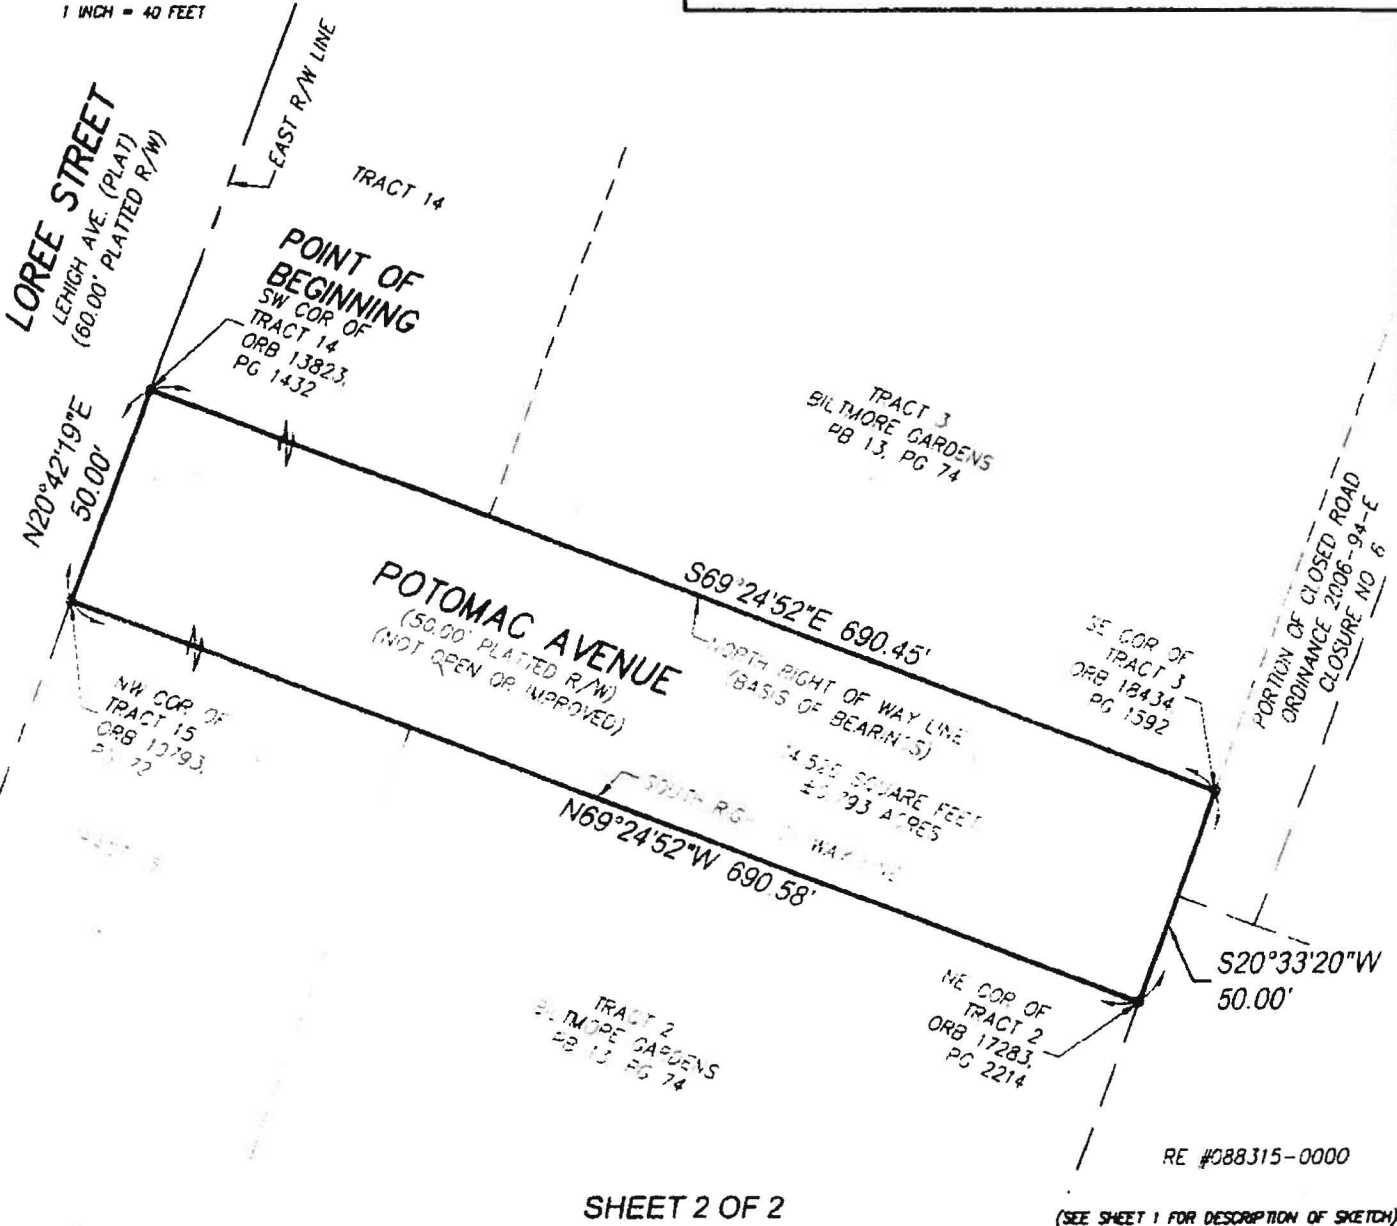 1 INCH = 40 FEET
EAST R/W LINE
LOREE STREET
LEHIGH AVE. (PLAT)
(60.00' PLATTED R/W)
TRACT 14
POINT OF
BEGINNING
SW COR OF
TRACT 14
ORB 13823,
PG 1432
N20°42'19"E
50.00'
TRACT 3
BILTMORE GARDENS
PB 13, PG 74
PORTION OF CLOSED ROAD
ORDINANCE 2006-94-E
CLOSURE NO 6
S69°24'52"E 690.45'
POTOMAC AVENUE
(50.00' PLATTED R/W)
(NOT OPEN OR IMPROVED)
NORTH RIGHT OF WAY LINE
(BASIS OF BEARINGS)
SE COR OF
TRACT 3
ORB 18434
PG 1592
NW COR OF
TRACT 15
ORB
72
SQUARE FEET
ACRES
SOUTH RIGHT WAY LINE
N69°24'52"W 690.58'
S20°33'20"W
50.00'
NE COR OF
TRACT 2
ORB 17283,
PG 2214
TRACT 2
BILTMORE GARDENS
PB 13, PG 74
RE #088315-0000
SHEET 2 OF 2
(SEE SHEET 1 FOR DESCRIPTION OF SKETCH)